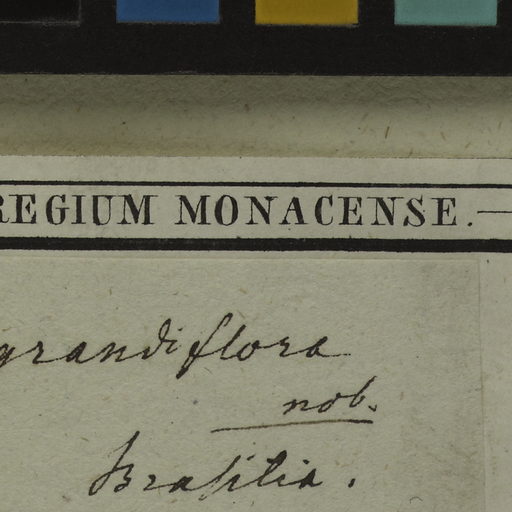 REGIUM MONACENSE.—
grandiflora
nob.
Brasilia.